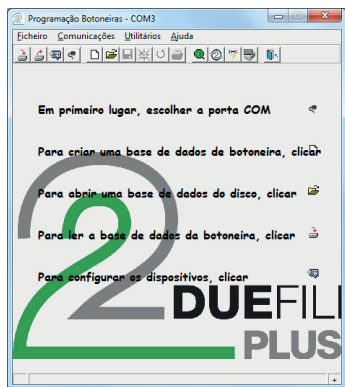 Programação Botoneiras - COM3
Ficheiro Comunicações Utilitários Ajuda
Em primeiro lugar, escolher a porta COM
Para criar uma base de dados de botoneira, clicar
Para abrir uma base de dados do disco, clicar
Para ler a base de dados da botoneira, clicar
Para configurar os dispositivos, clicar
2
DUEFILI
PLUS